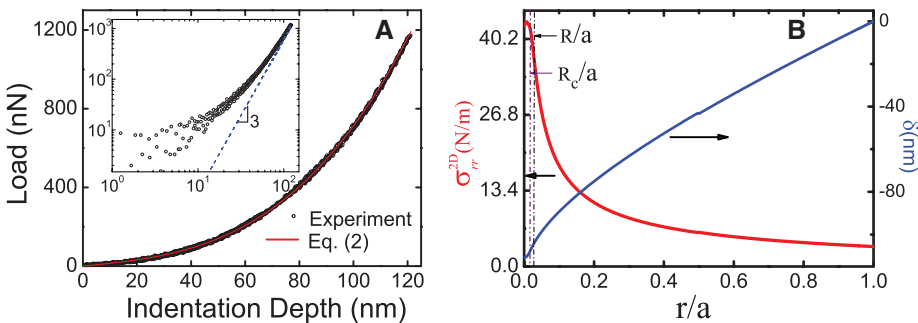 A
Load (nN)
1200
800
400
0
10³
10²
10¹
10⁰ 10¹ 10²
3
Experiment
Eq. (2)
0 20 40 60 80 100 120
Indentation Depth (nm)
B
σ_rr^2D (N/m)
40.2
26.8
13.4
0.0
R/a
R_c/a
0
-40
-80
δ(nm)
0.0 0.2 0.4 0.6 0.8 1.0
r/a